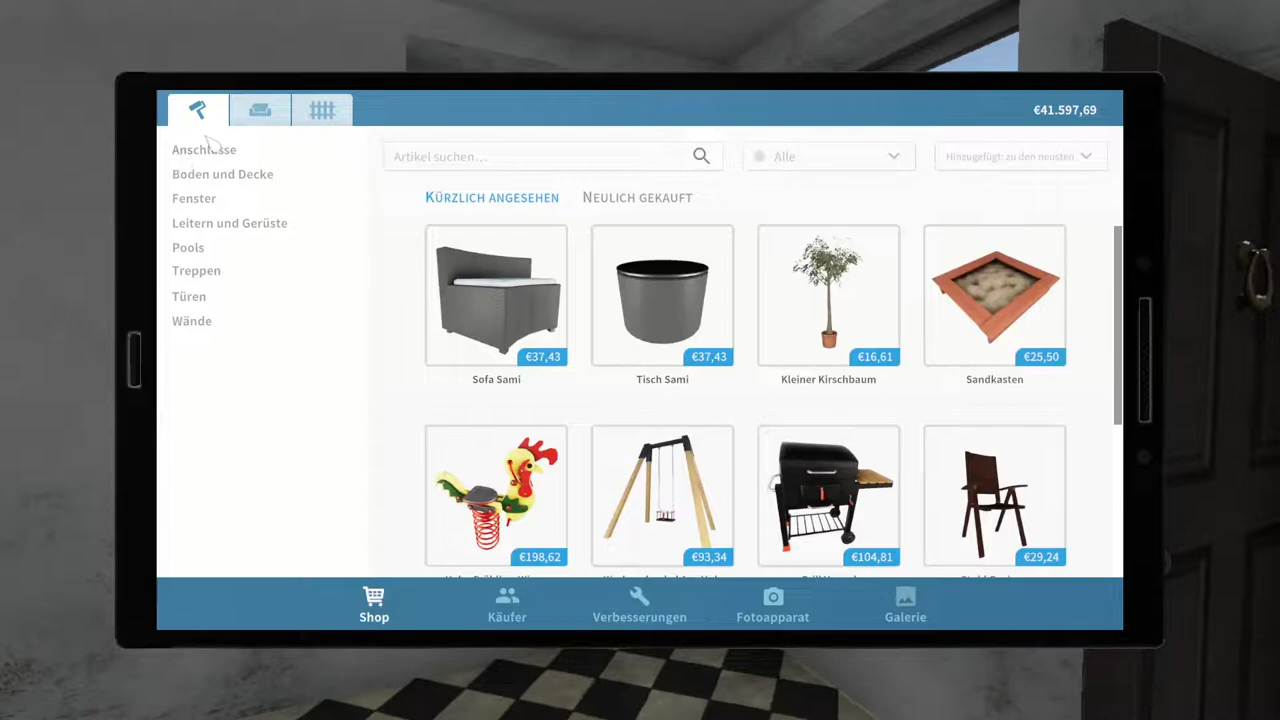 €41.597,69
Anschlüsse
Boden und Decke
Fenster
Leitern und Gerüste
Pools
Treppen
Türen
Wände
Artikel suchen...
Alle
Hinzugefügt: zu den neusten
KÜRZLICH ANGESEHEN
NEULICH GEKAUFT
€37,43
€37,43
€16,61
€25,50
Sofa Sami
Tisch Sami
Kleiner Kirschbaum
Sandkasten
€198,62
€93,34
€104,81
€29,24
Shop
Käufer
Verbesserungen
Fotoapparat
Galerie